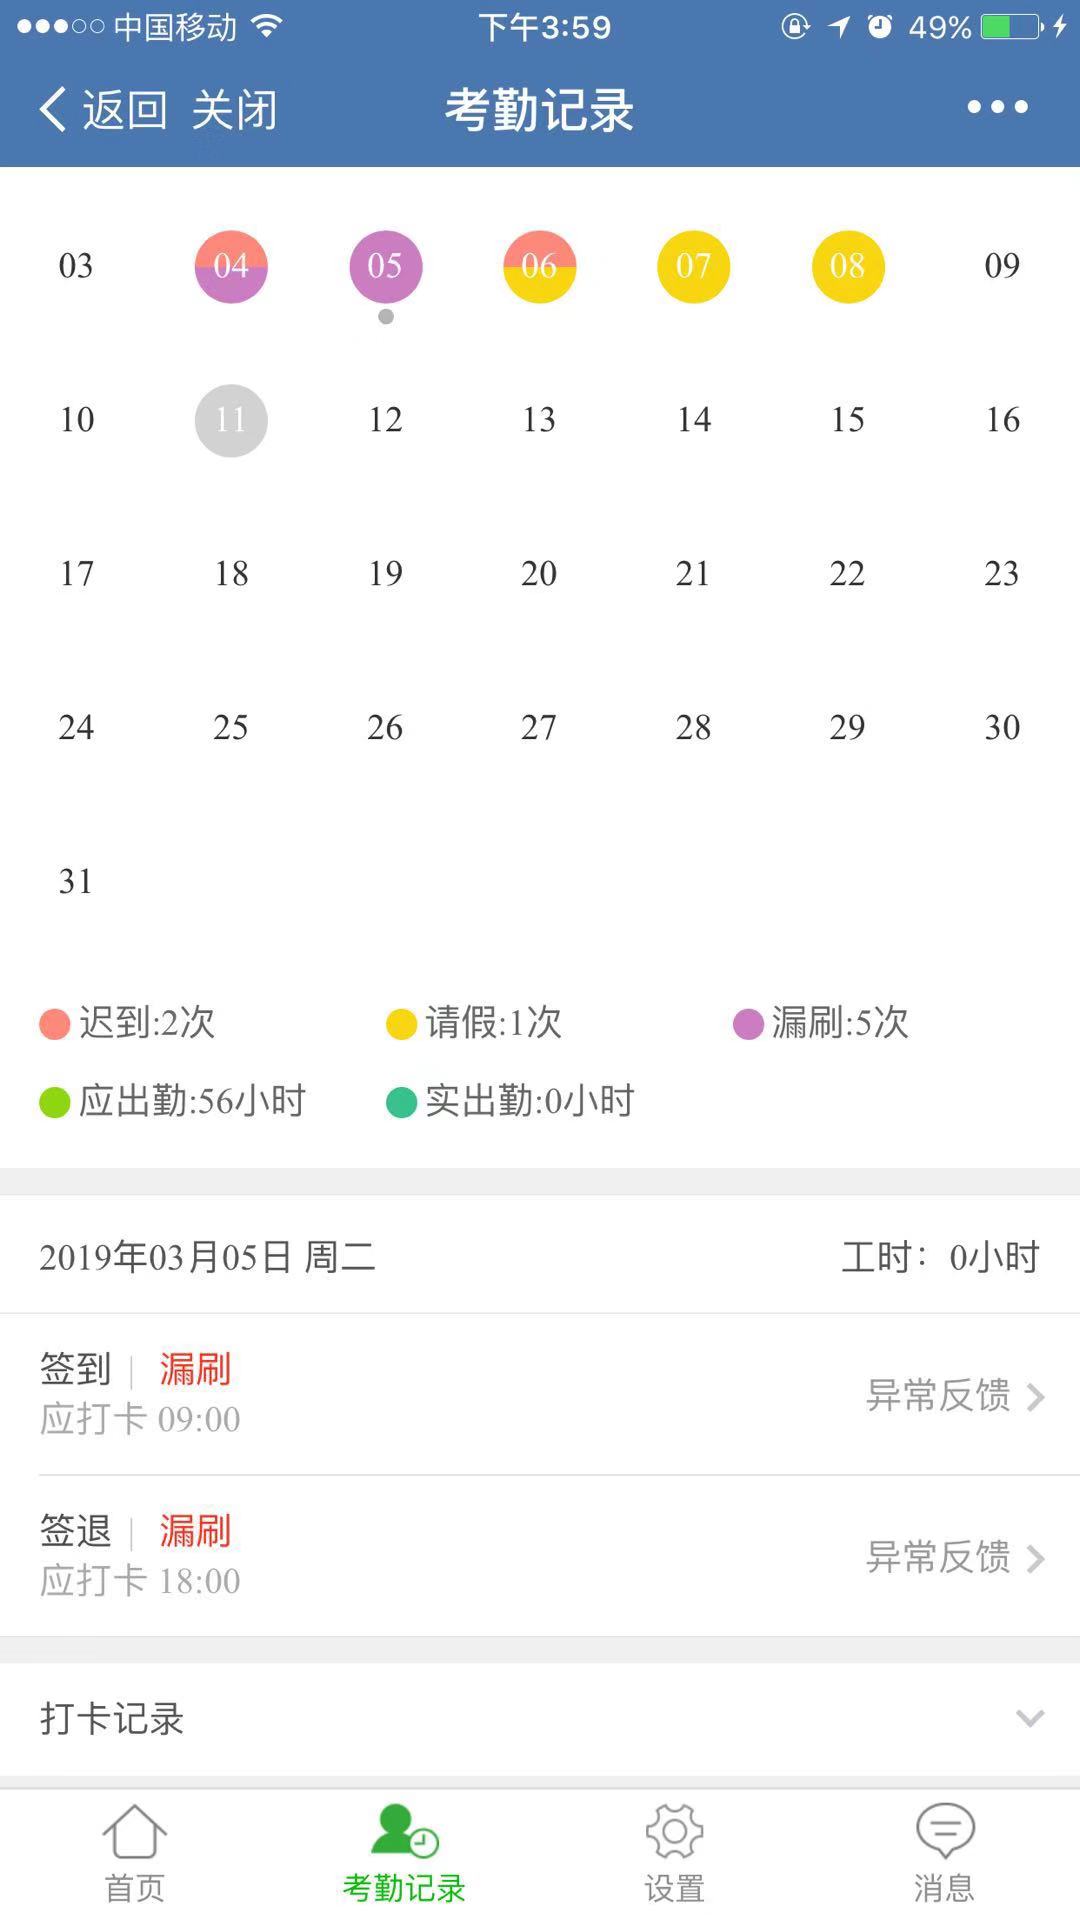 中国移动 下午3:59 49%
返回 关闭 考勤记录
03 04 05 06 07 08 09
10 11 12 13 14 15 16
17 18 19 20 21 22 23
24 25 26 27 28 29 30
31
迟到:2次 请假:1次 漏刷:5次
应出勤:56小时 实出勤:0小时
2019年03月05日 周二 工时：0小时
签到 漏刷
应打卡 09:00 异常反馈
签退 漏刷
应打卡 18:00 异常反馈
打卡记录
首页 考勤记录 设置 消息